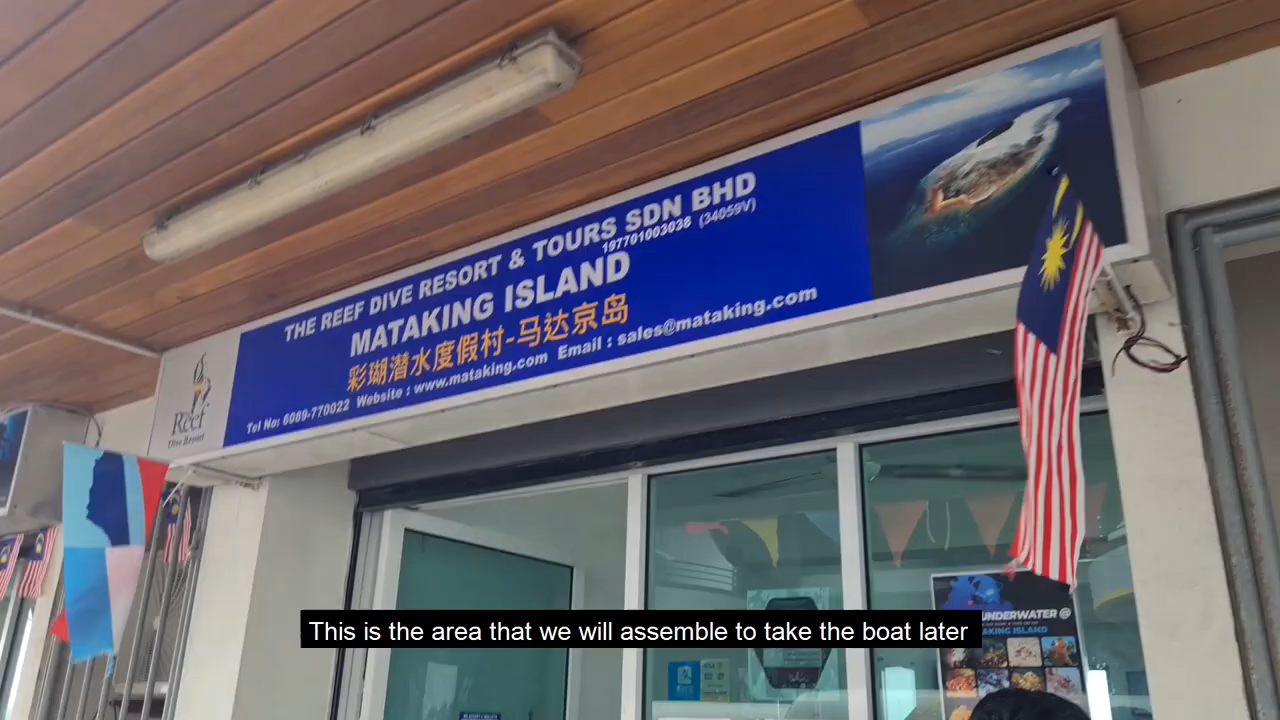 THE REEF DIVE RESORT & TOURS SDN BHD
197701003038 (34059V)
MATAKING ISLAND
彩瑚潜水度假村-马达京岛
Tel No: 6089-770022 Website : www.mataking.com Email : sales@mataking.com
Reef
Dive Resort
UNDERWATER @
AKING ISLAND
This is the area that we will assemble to take the boat later